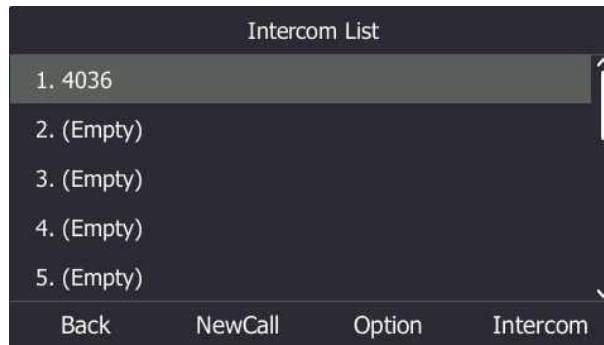 Intercom List
1. 4036
2. (Empty)
3. (Empty)
4. (Empty)
5. (Empty)
Back NewCall Option Intercom